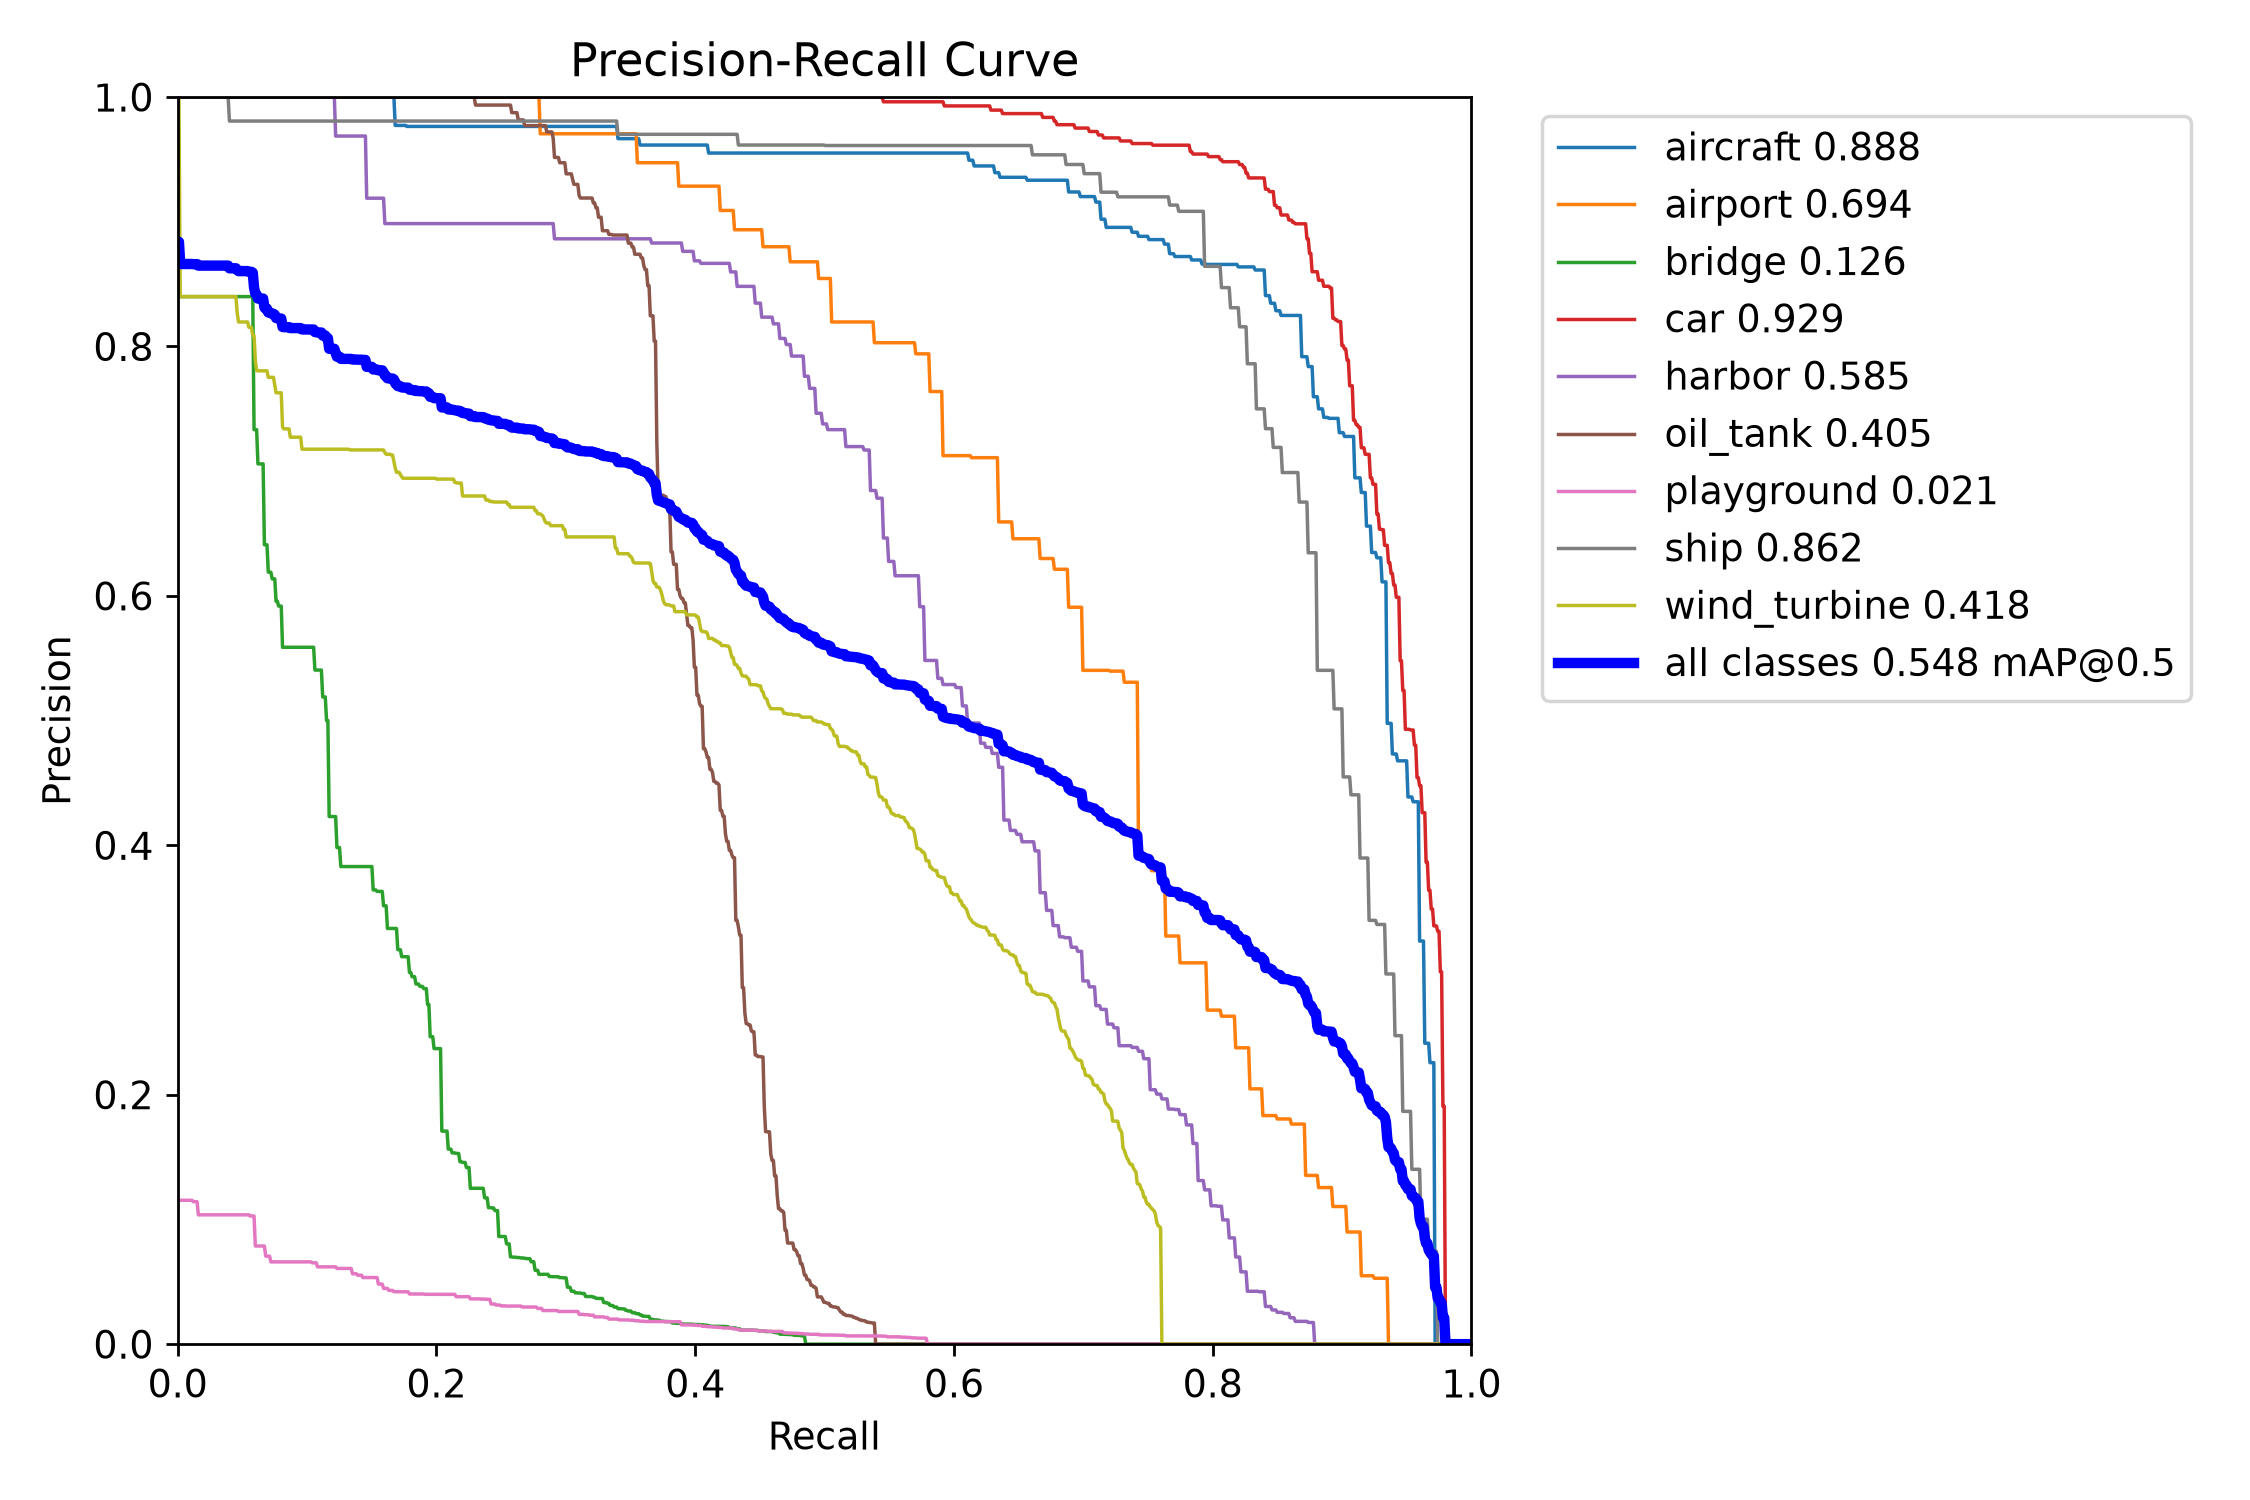 Precision-Recall Curve
1.0
0.8
0.6
0.4
0.2
0.0
Precision
0.0 0.2 0.4 0.6 0.8 1.0
Recall
aircraft 0.888
airport 0.694
bridge 0.126
car 0.929
harbor 0.585
oil_tank 0.405
playground 0.021
ship 0.862
wind_turbine 0.418
all classes 0.548 mAP@0.5